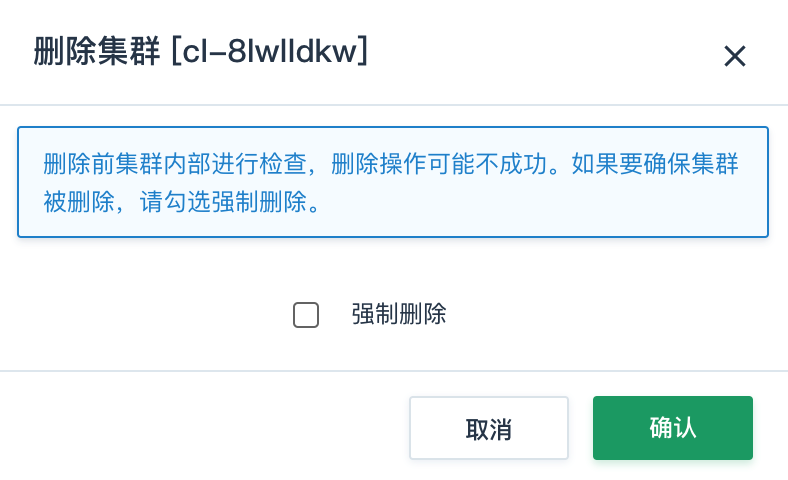 删除集群 [cl-8lwlldkw]
删除前集群内部进行检查，删除操作可能不成功。如果要确保集群
被删除，请勾选强制删除。
强制删除
取消
确认